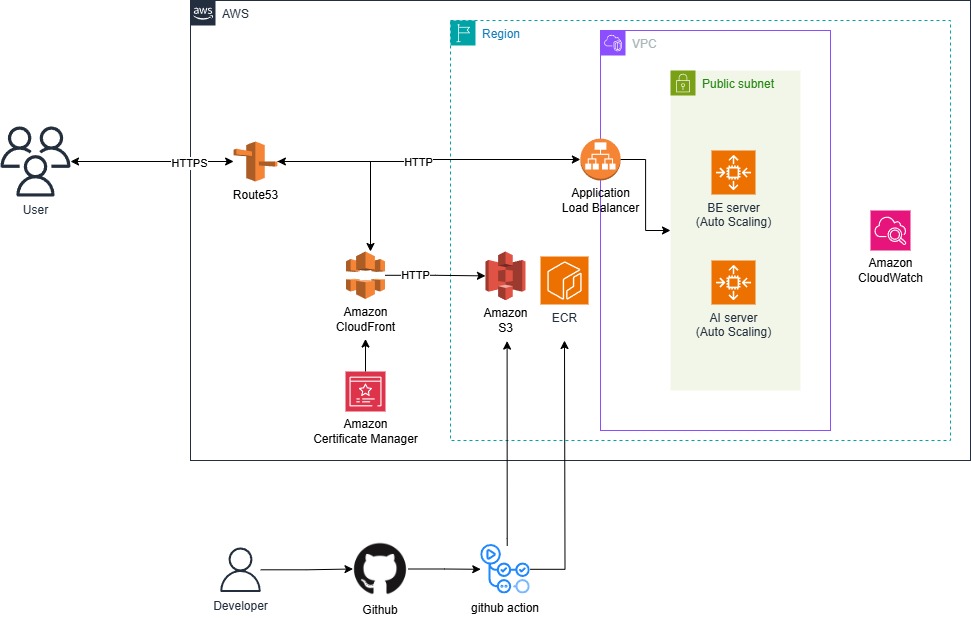 aws
AWS
Region
VPC
Public subnet
HTTPS
HTTP
User
Route53
Application
Load Balancer
BE server
(Auto Scaling)
Amazon
CloudWatch
HTTP
Amazon
CloudFront
Amazon
S3
ECR
AI server
(Auto Scaling)
Amazon
Certificate Manager
Developer
Github
github action